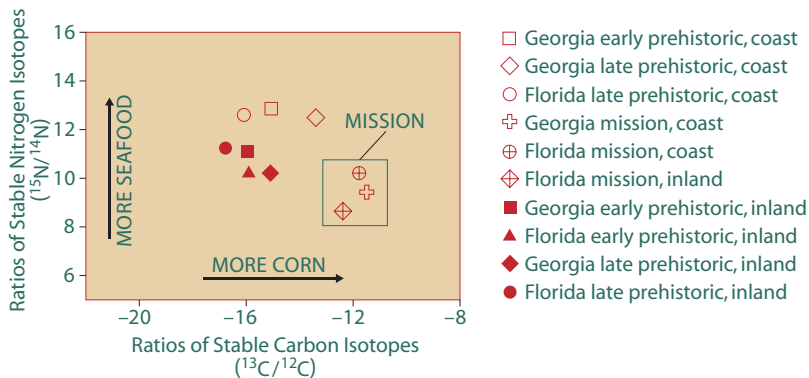 16
14
12
10
8
6
Ratios of Stable Nitrogen Isotopes
(¹⁵N/¹⁴N)
MORE SEAFOOD
MISSION
MORE CORN
–20
–16
–12
–8
Ratios of Stable Carbon Isotopes
(¹³C/¹²C)
Georgia early prehistoric, coast
Georgia late prehistoric, coast
Florida late prehistoric, coast
Georgia mission, coast
Florida mission, coast
Florida mission, inland
Georgia early prehistoric, inland
Florida early prehistoric, inland
Georgia late prehistoric, inland
Florida late prehistoric, inland